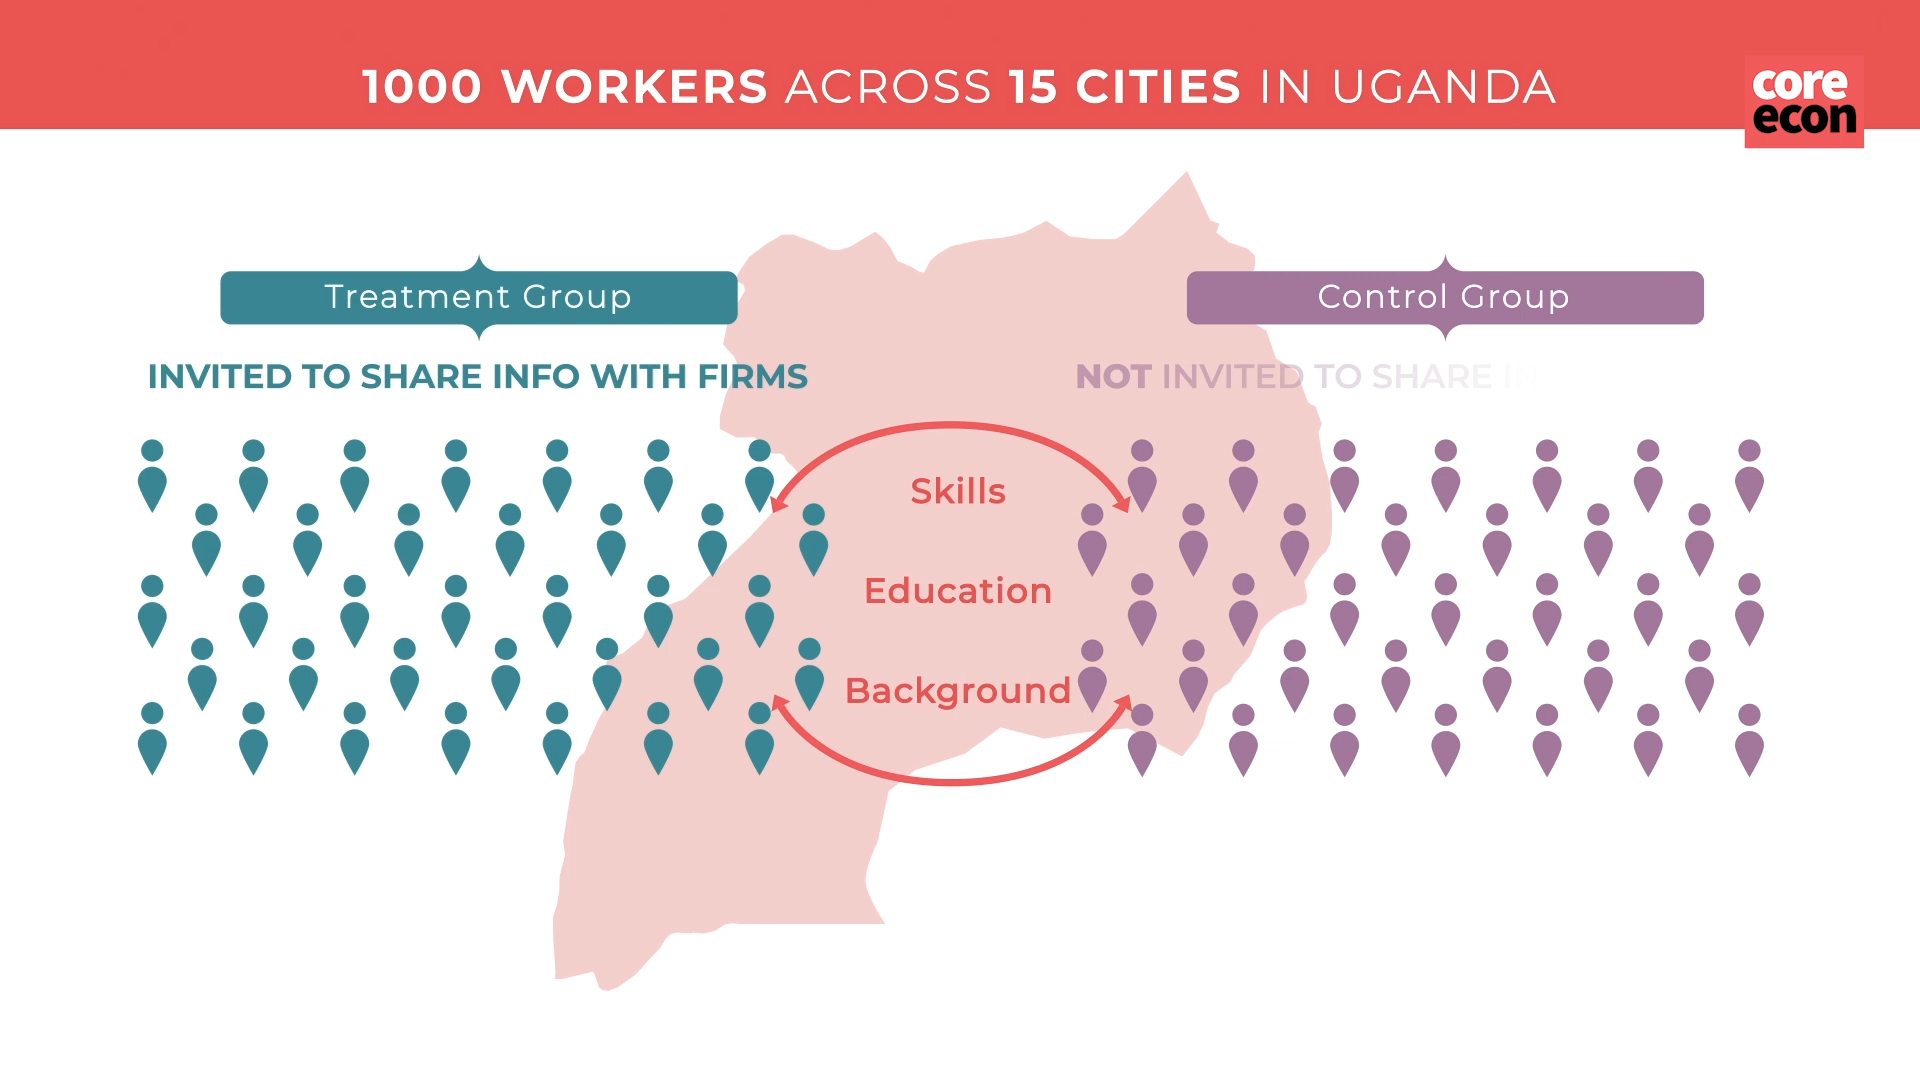 1000 WORKERS ACROSS 15 CITIES IN UGANDA
core
econ
Treatment Group
Control Group
INVITED TO SHARE INFO WITH FIRMS
NOT INVITED TO SHARE
Skills
Education
Background